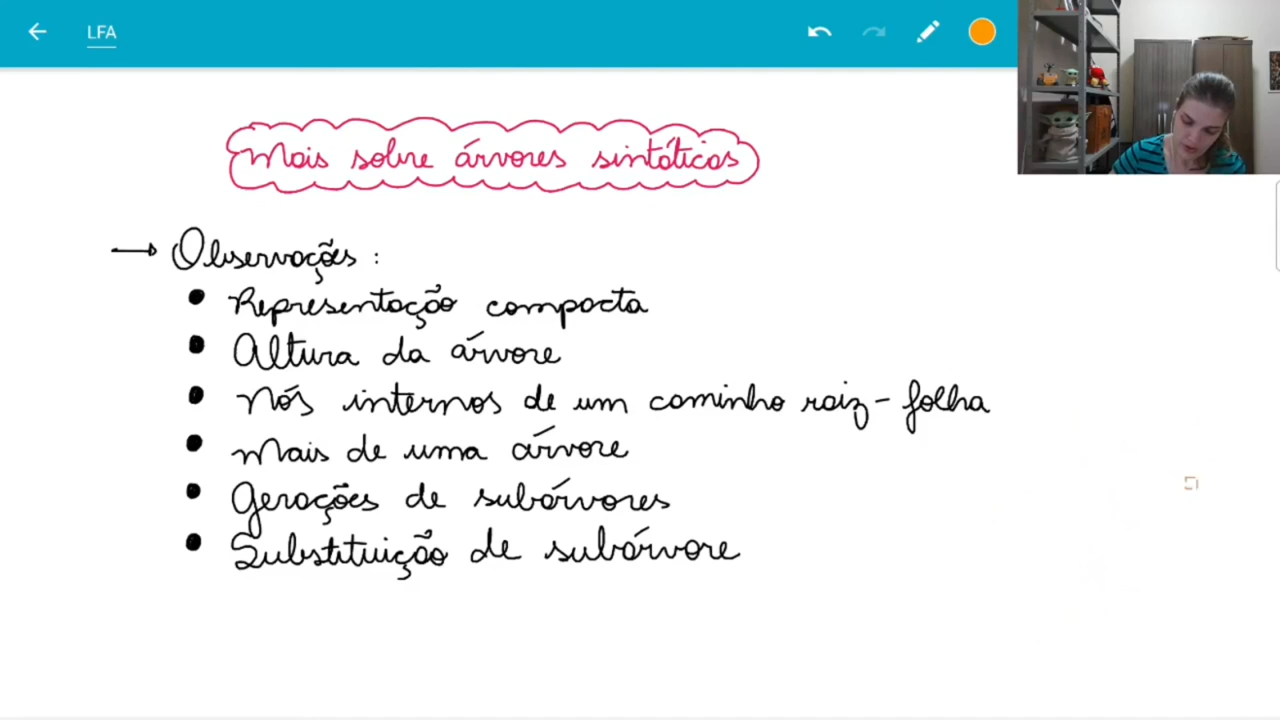 LFA
Mais sobre árvores sintáticas
→ Observações:
• Representação compacta
• Altura da árvore
• Nós internos de um caminho raiz-folha
• Mais de uma árvore
• Gerações de subárvores
• Substituição de subárvore